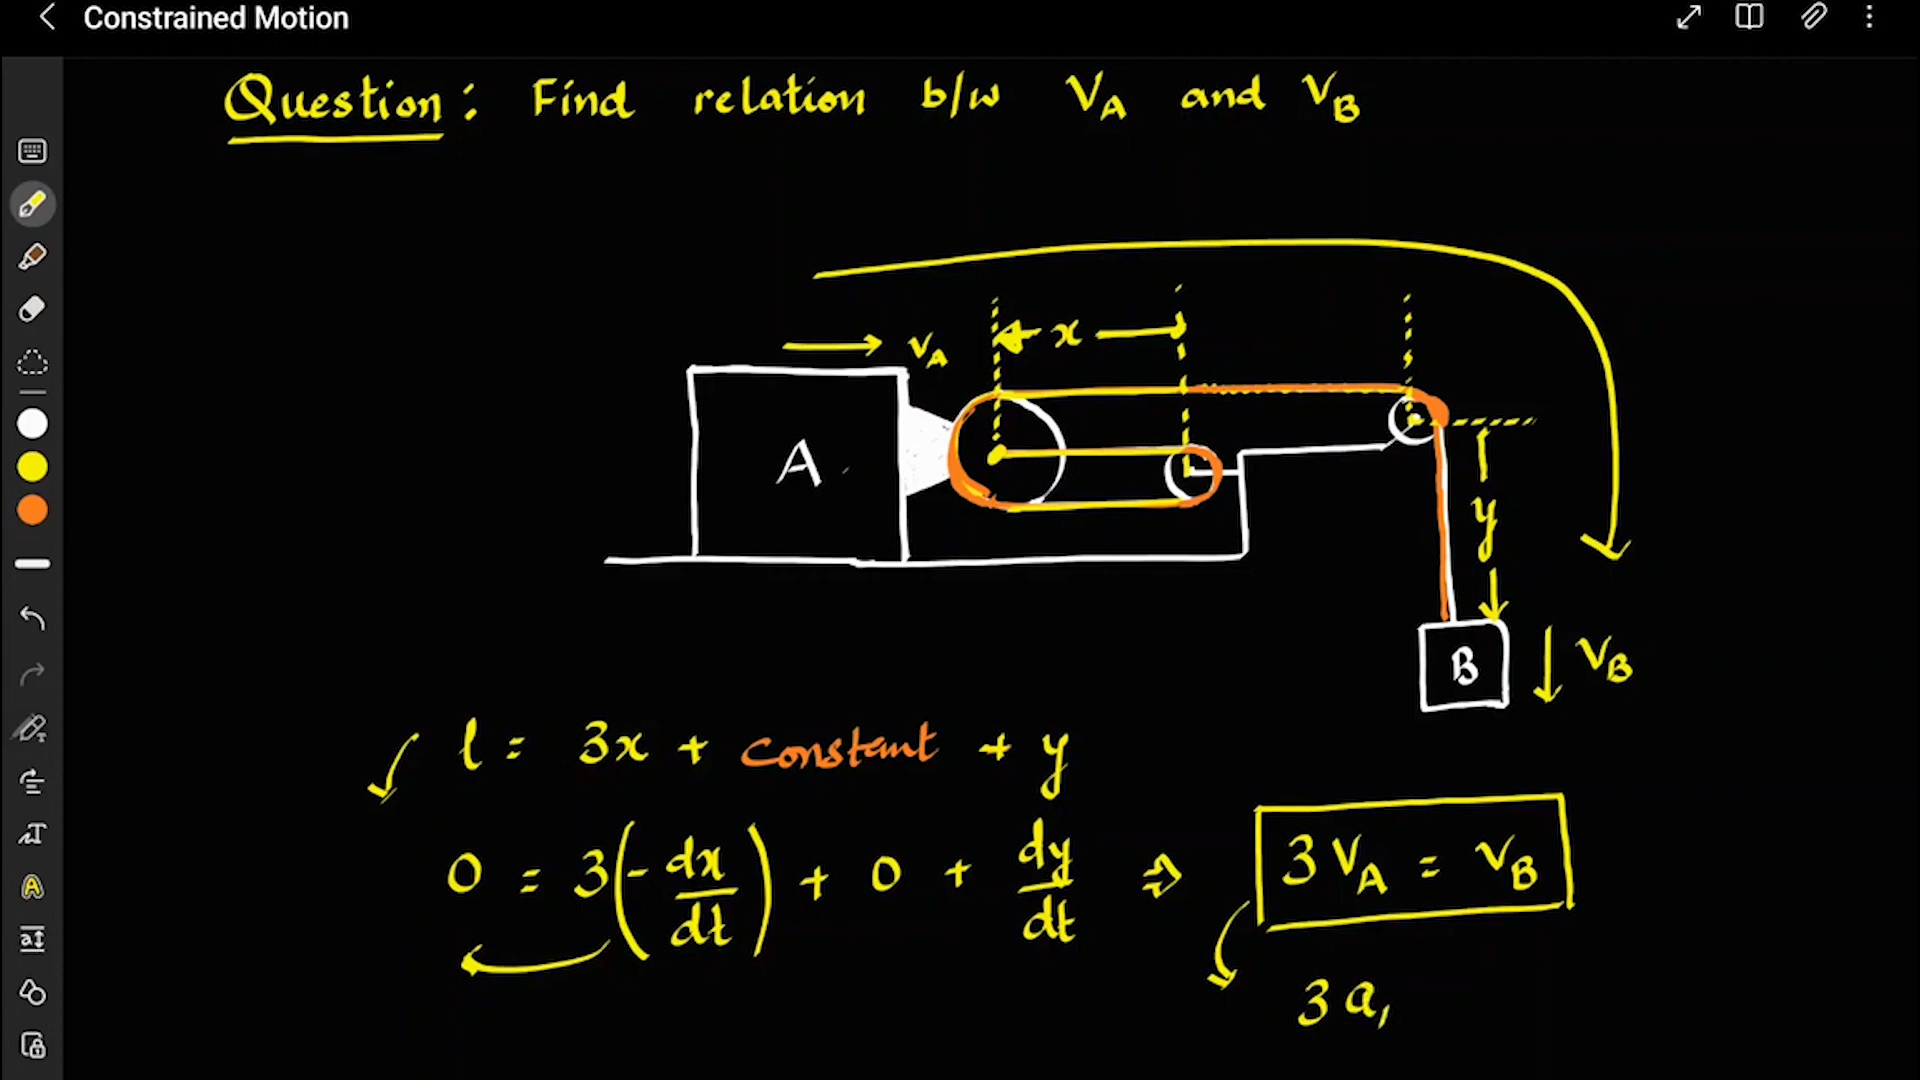 Constrained Motion
Question: Find relation b/w VA and VB
x
vA
A
y
B
VB
l = 3x + constant + y
0 = 3(-dx/dt) + 0 + dy/dt ⇒ 3VA = VB
3a,